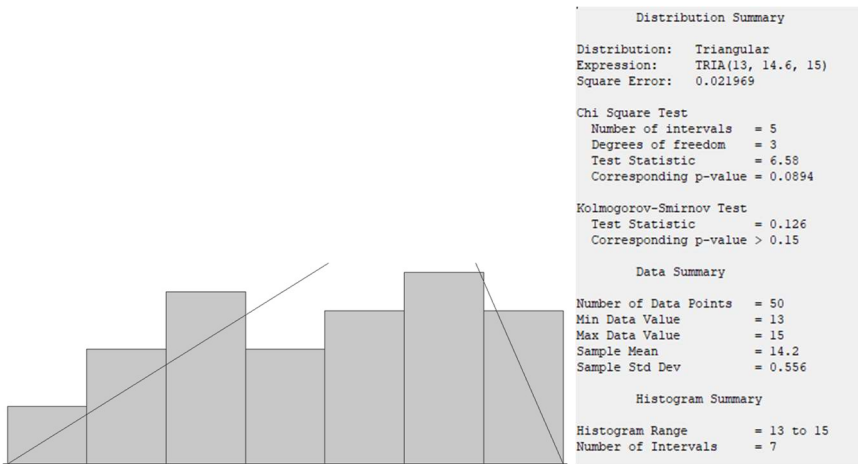 Distribution Summary
Distribution: Triangular
Expression: TRIA(13, 14.6, 15)
Square Error: 0.021969
Chi Square Test
Number of intervals = 5
Degrees of freedom = 3
Test Statistic = 6.58
Corresponding p-value = 0.0894
Kolmogorov-Smirnov Test
Test Statistic = 0.126
Corresponding p-value > 0.15
Data Summary
Number of Data Points = 50
Min Data Value = 13
Max Data Value = 15
Sample Mean = 14.2
Sample Std Dev = 0.556
Histogram Summary
Histogram Range = 13 to 15
Number of Intervals = 7